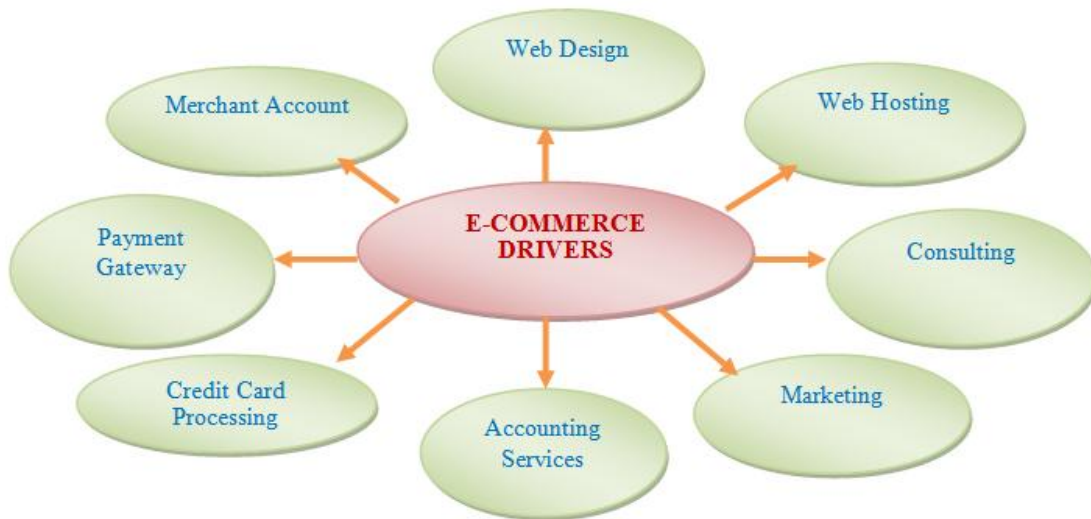 Web Design
Merchant Account
Web Hosting
E-COMMERCE
DRIVERS
Payment
Gateway
Consulting
Credit Card
Processing
Marketing
Accounting
Services